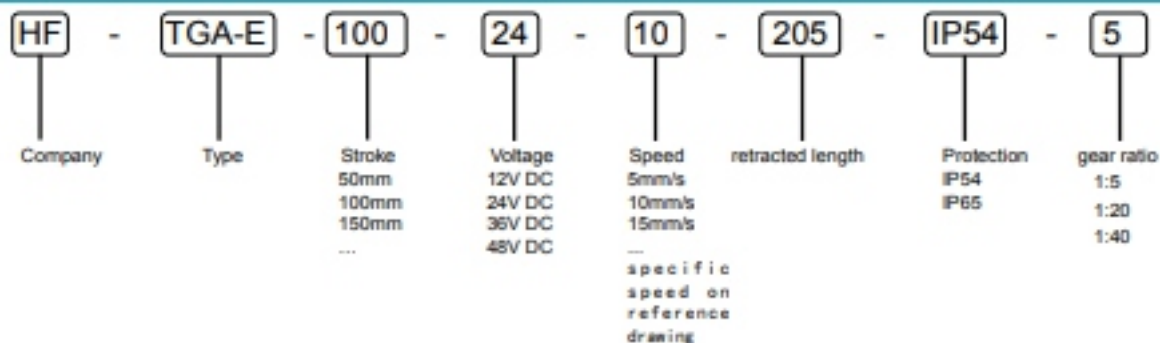 HF - TGA-E - 100 - 24 - 10 - 205 - IP54 - 5
Company Type Stroke Voltage Speed retracted length Protection gear ratio
50mm 12V DC 5mm/s IP54 1:5
100mm 24V DC 10mm/s IP65 1:20
150mm 36V DC 15mm/s 1:40
... 48V DC ...
specific
speed on
reference
drawing